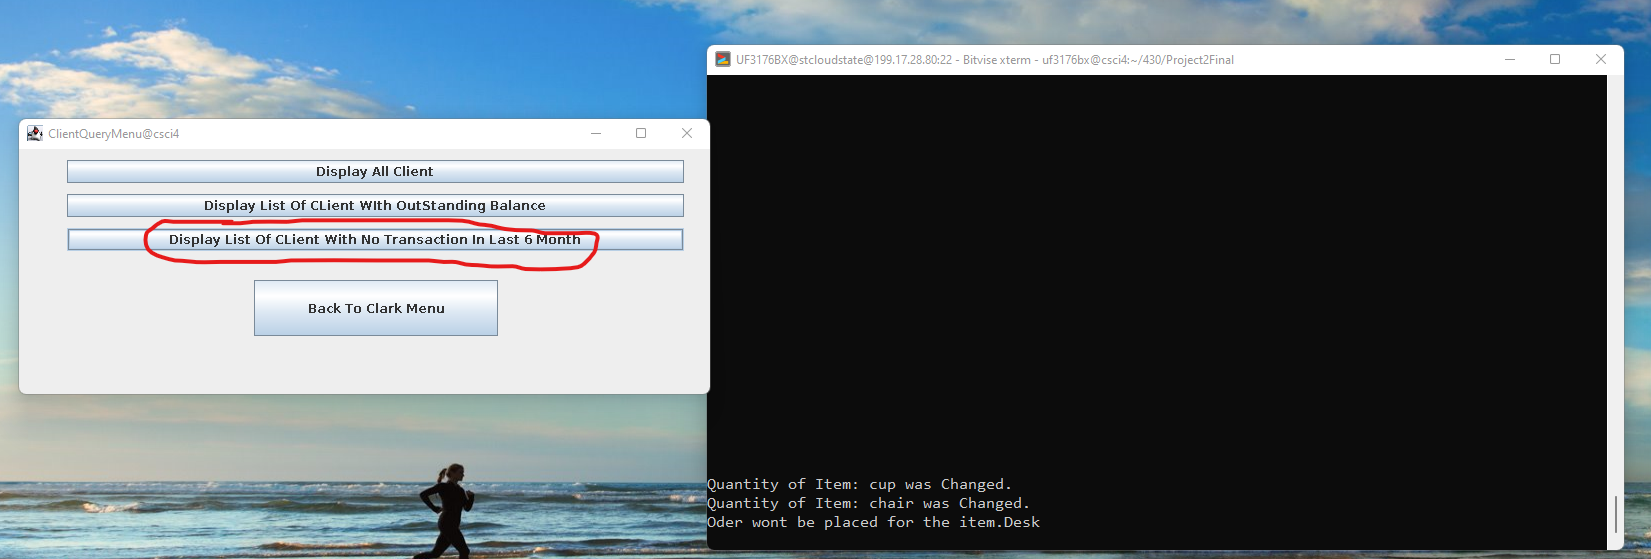 UF3176BX@stcloudstate@199.17.28.80:22 - Bitvise xterm - uf3176bx@csci4:~/430/Project2Final
ClientQueryMenu@csci4
Display All Client
Display List Of CLient WIth OutStanding Balance
Display List Of CLient With No Transaction In Last 6 Month
Back To Clark Menu
Quantity of Item: cup was Changed.
Quantity of Item: chair was Changed.
Oder wont be placed for the item.Desk